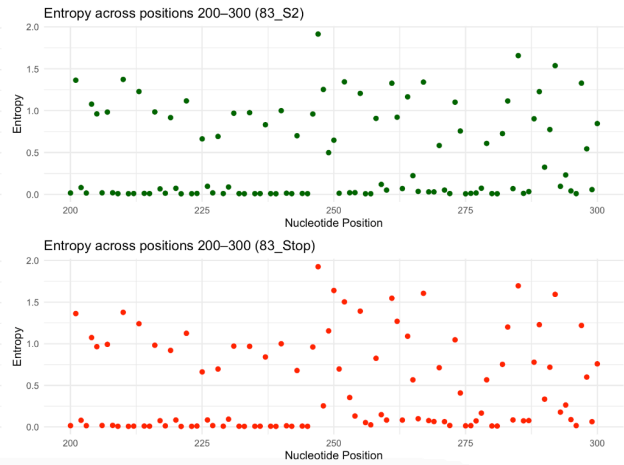 Entropy across positions 200–300 (83_S2)
2.0
1.5
Entropy
1.0
0.5
0.0
200 225 250 275 300
Nucleotide Position
Entropy across positions 200–300 (83_Stop)
2.0
1.5
Entropy
1.0
0.5
0.0
200 225 250 275 300
Nucleotide Position